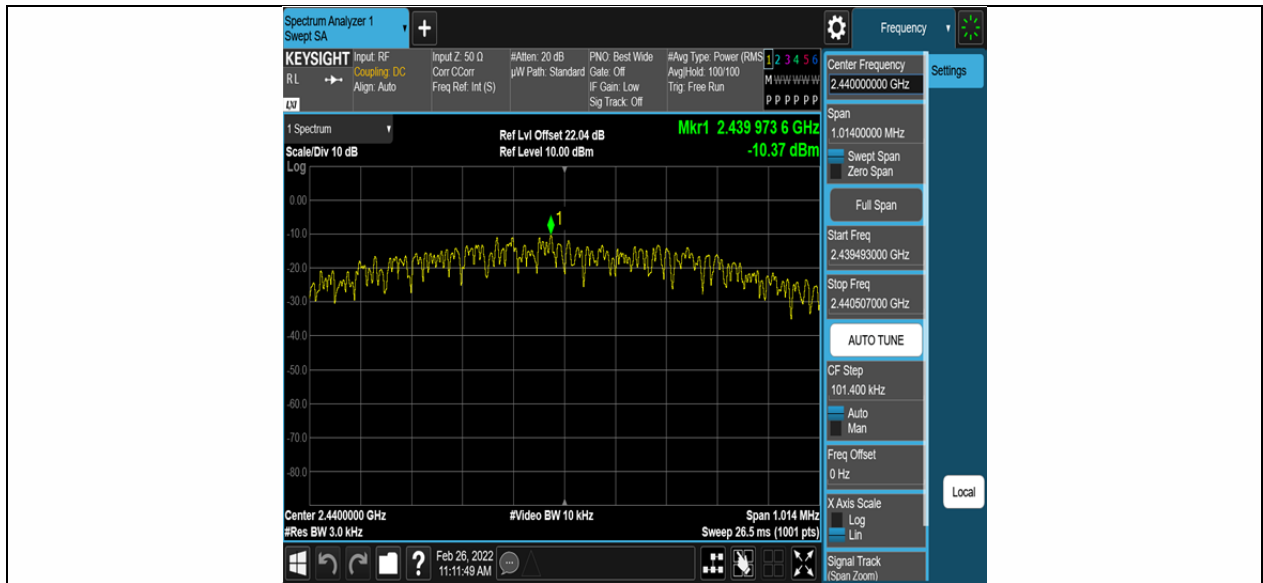 Spectrum Analyzer 1
Swept SA
+
Frequency
KEYSIGHT
RL
LXI
Input: RF
Coupling: DC
Align: Auto
Input Z: 50 Ω
Corr CCorr
Freq Ref: Int (S)
#Atten: 20 dB
µW Path: Standard
PNO: Best Wide
Gate: Off
IF Gain: Low
Sig Track: Off
#Avg Type: Power (RMS
Avg|Hold: 100/100
Trig: Free Run
1 2 3 4 5 6
M W W W W W
P P P P P P
1 Spectrum
Scale/Div 10 dB
Log
Ref Lvl Offset 22.04 dB
Ref Level 10.00 dBm
Mkr1 2.439 973 6 GHz
-10.37 dBm
1
0.00
-10.0
-20.0
-30.0
-40.0
-50.0
-60.0
-70.0
-80.0
Center 2.4400000 GHz
#Res BW 3.0 kHz
#Video BW 10 kHz
Span 1.014 MHz
Sweep 26.5 ms (1001 pts)
Feb 26, 2022
11:11:49 AM
Center Frequency
2.440000000 GHz
Settings
Span
1.01400000 MHz
Swept Span
Zero Span
Full Span
Start Freq
2.439493000 GHz
Stop Freq
2.440507000 GHz
AUTO TUNE
CF Step
101.400 kHz
Auto
Man
Freq Offset
0 Hz
X Axis Scale
Log
Lin
Local
Signal Track
(Span Zoom)